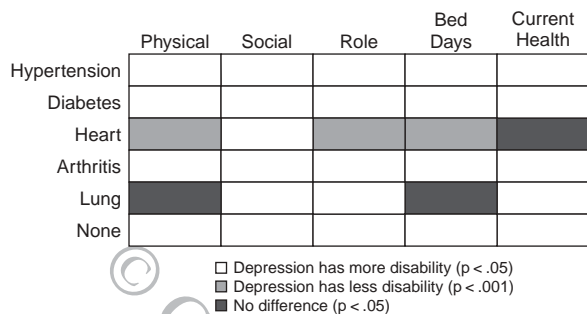 Physical Social Role Bed Days Current Health
Hypertension
Diabetes
Heart
Arthritis
Lung
None
Depression has more disability (p < .05)
Depression has less disability (p < .001)
No difference (p < .05)
©